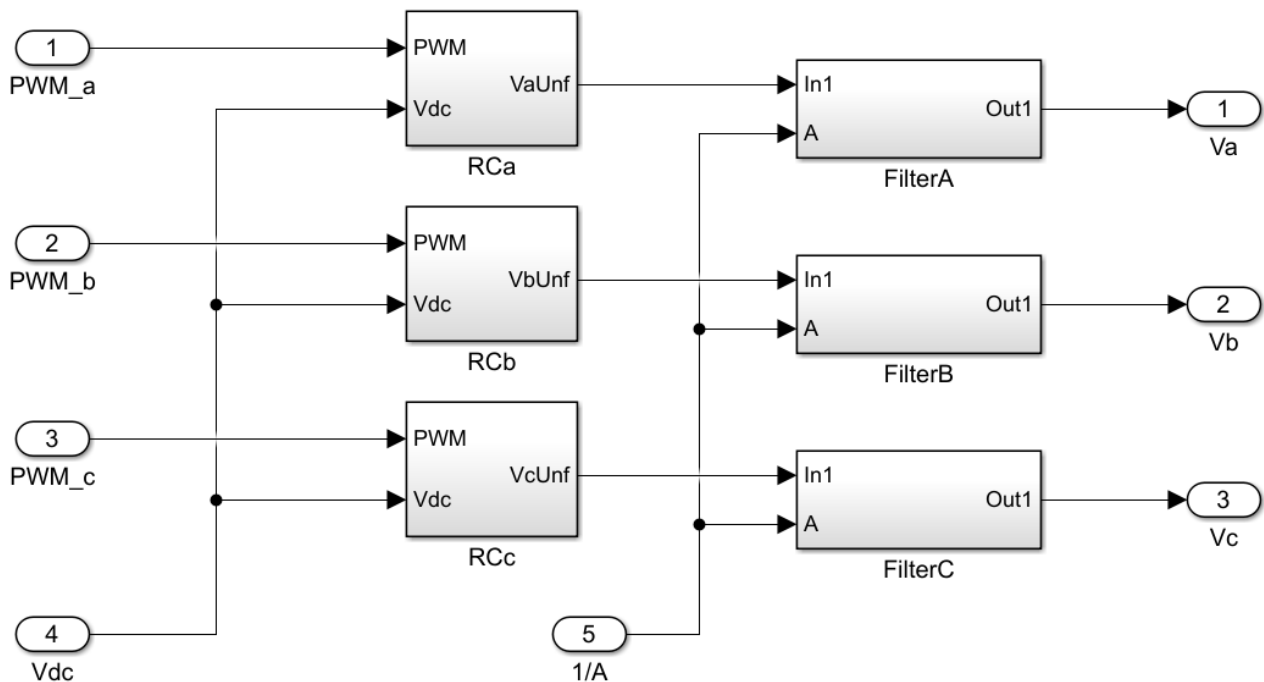 1
PWM_a
PWM
Vdc
VaUnf
RCa
In1
A
Out1
FilterA
1
Va
2
PWM_b
PWM
Vdc
VbUnf
RCb
In1
A
Out1
FilterB
2
Vb
3
PWM_c
PWM
Vdc
VcUnf
RCc
In1
A
Out1
FilterC
3
Vc
4
Vdc
5
1/A